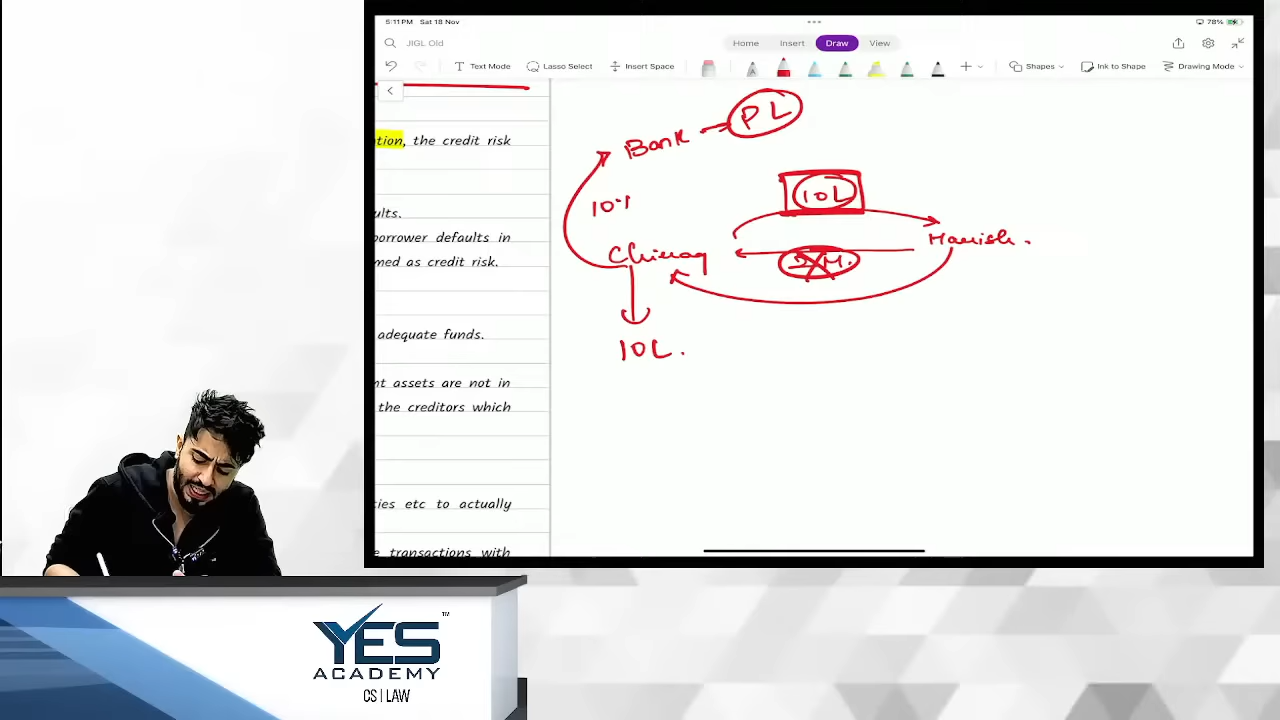 5:11PM Sat 18 Nov
78%
JIGL Old
Home Insert Draw View
Text Mode
Lasso Select
Insert Space
Shapes
Ink to Shape
Drawing Mode
tion, the credit risk
ults.
borrower defaults in
med as credit risk.
adequate funds.
nt assets are not in
the creditors which
ties etc to actually
e transactions with
Bank PL
10L
10%
Chirag
Manish.
3 M.
10L.
YES
ACADEMY
TM
CS | LAW